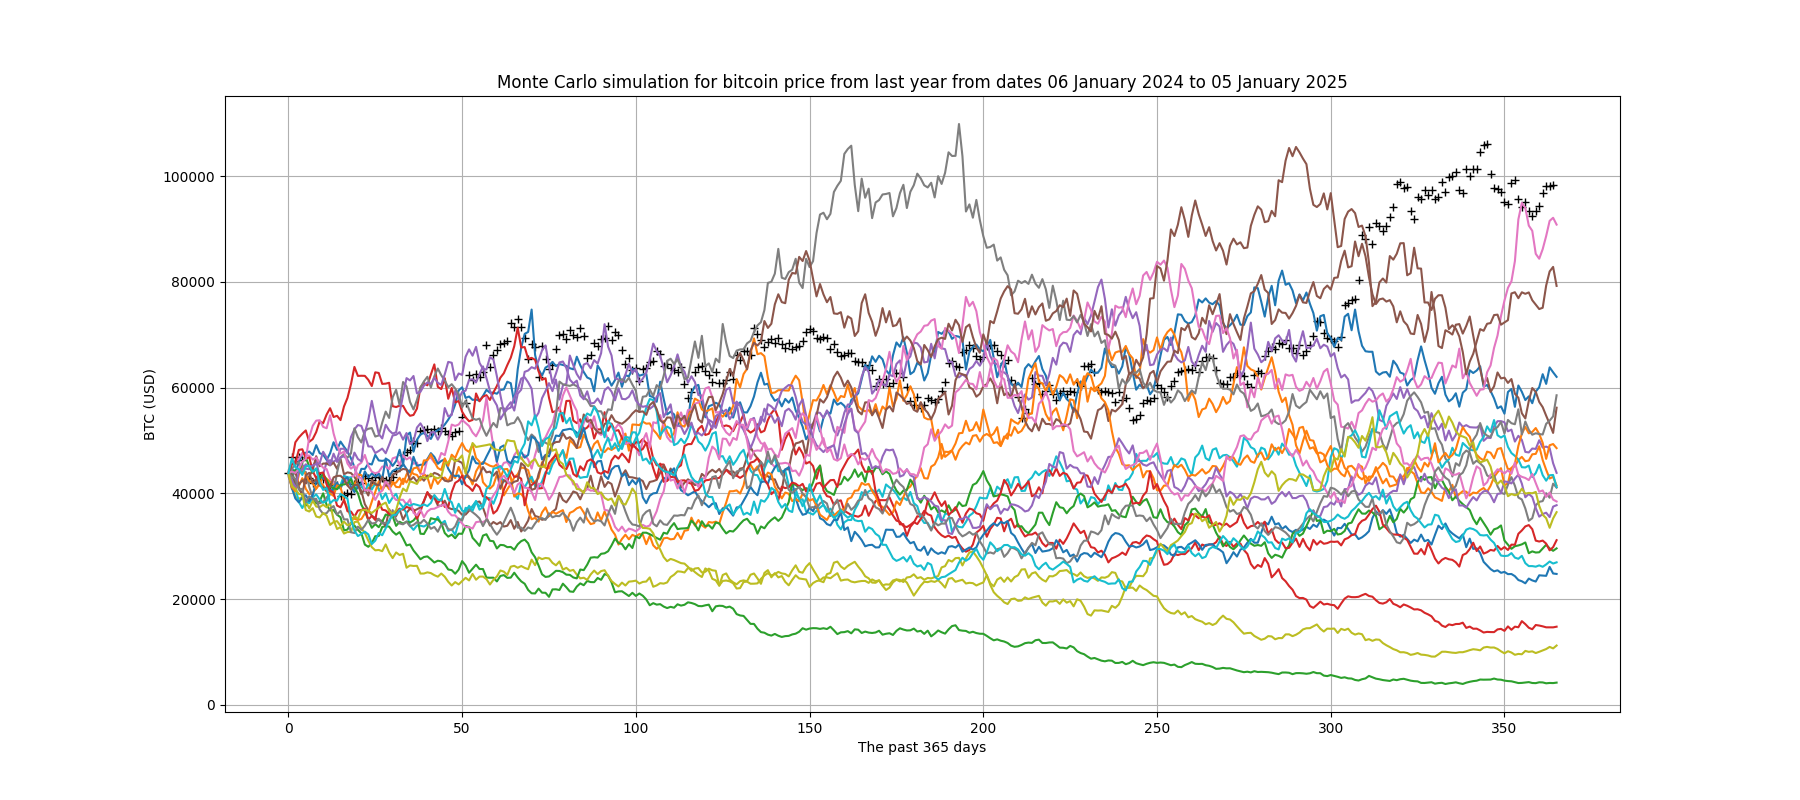 Monte Carlo simulation for bitcoin price from last year from dates 06 January 2024 to 05 January 2025
BTC (USD)
100000
80000
60000
40000
20000
0
0 50 100 150 200 250 300 350
The past 365 days